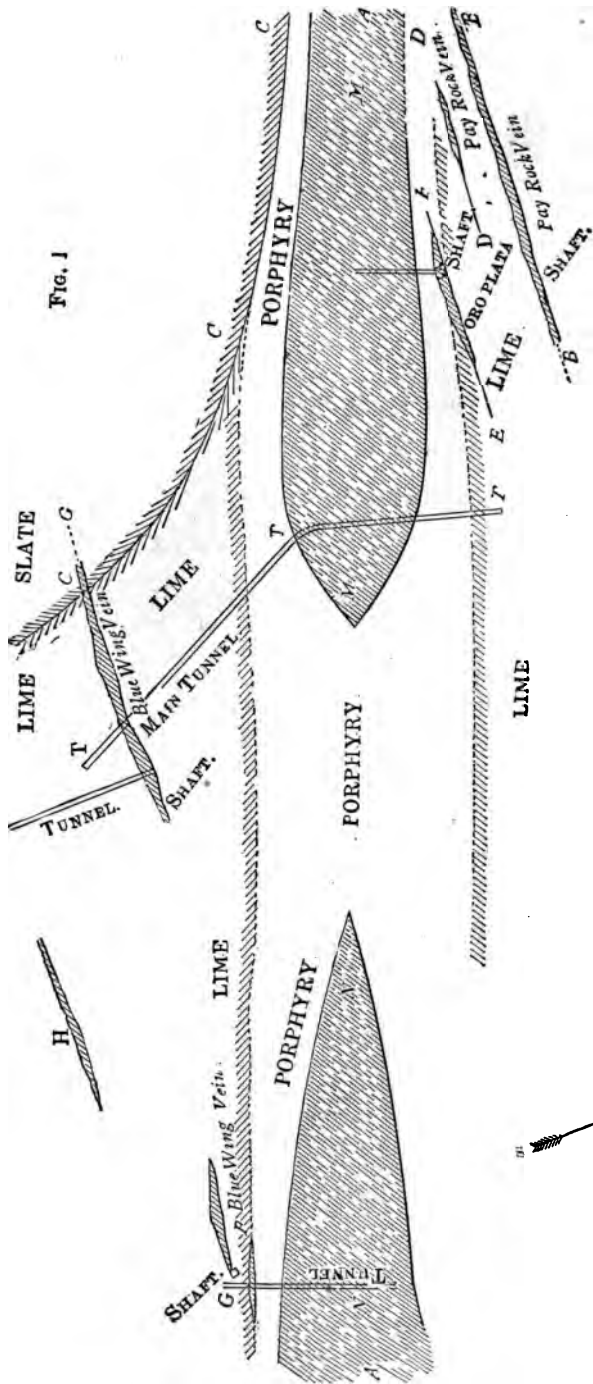 FIG. 1
SLATE
LIME
G
C
C
C
LIME
Blue Wing Vein
T
MAIN TUNNEL
TUNNEL.
SHAFT.
H
LIME
PORPHYRY
T
Blue Wing Vein.
SHAFT.
G
PORPHYRY
TUNNEL
A
PORPHYRY
M
M
A
T
SHAFT.
ORO PLATA
E
D
D
Pay Rock Vein
LIME
LIME
Pay Rock Vein
SHAFT.
B